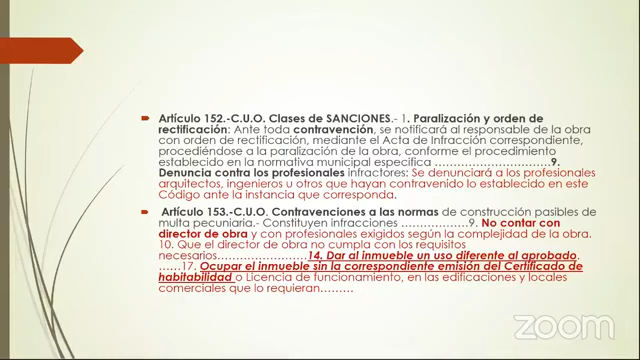 Artículo 152.-C.U.O. Clases de SANCIONES.- 1. Paralización y orden de
rectificación: Ante toda contravención, se notificará al responsable de la obra
con orden de rectificación, mediante el Acta de Infracción correspondiente,
procediéndose a la paralización de la obra, conforme el procedimiento
establecido en la normativa municipal especifica ...............................9.
Denuncia contra los profesionales infractores: Se denunciará a los profesionales
arquitectos, ingenieros u otros que hayan contravenido lo establecido en este
Código ante la instancia que corresponda.
Artículo 153.-C.U.O. Contravenciones a las normas de construcción pasibles de
multa pecuniaria.- Constituyen infracciones ..................9. No contar con
director de obra y con profesionales exigidos según la complejidad de la obra.
10. Que el director de obra no cumpla con los requisitos
necesarios........................14. Dar al inmueble un uso diferente al aprobado.
......17. Ocupar el inmueble sin la correspondiente emisión del Certificado de
habitabilidad o Licencia de funcionamiento, en las edificaciones y locales
comerciales que lo requieran.........
zoom